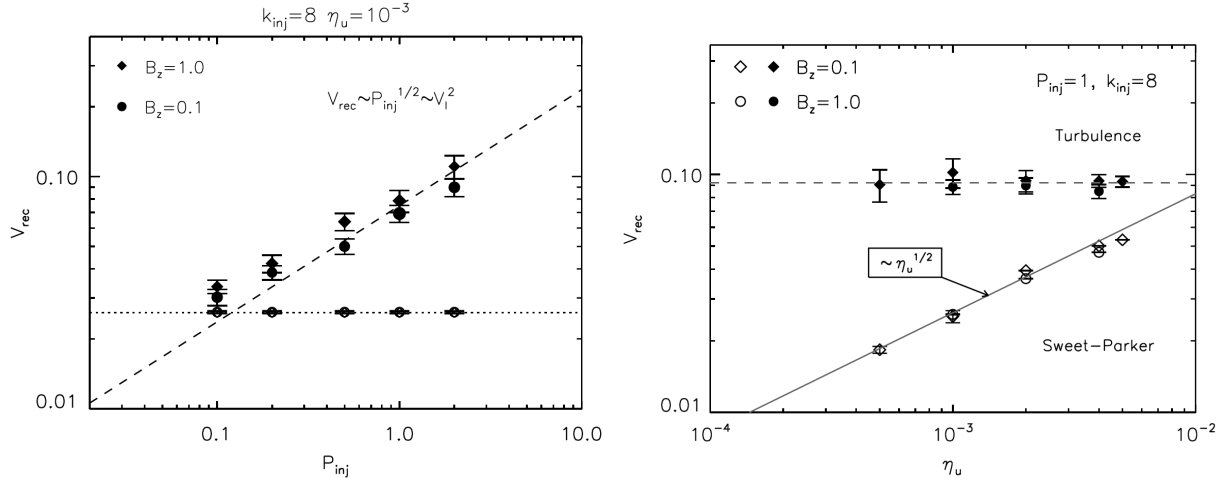 k_inj=8 η_u=10^-3
B_z=1.0
B_z=0.1
V_rec~P_inj^1/2~V_l^2
V_rec
0.10
0.01
0.1
1.0
10.0
P_inj
B_z=0.1
B_z=1.0
P_inj=1, k_inj=8
Turbulence
V_rec
0.10
~η_u^1/2
Sweet-Parker
0.01
10^-4
10^-3
10^-2
η_u